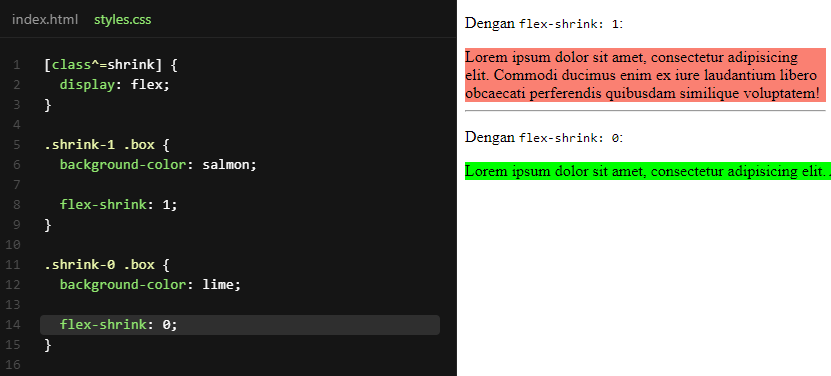 index.html styles.css
1 [class^=shrink] {
2 display: flex;
3 }
4
5 .shrink-1 .box {
6 background-color: salmon;
7
8 flex-shrink: 1;
9 }
10
11 .shrink-0 .box {
12 background-color: lime;
13
14 flex-shrink: 0;
15 }
16
Dengan flex-shrink: 1:
Lorem ipsum dolor sit amet, consectetur adipisicing
elit. Commodi ducimus enim ex iure laudantium libero
obcaecati perferendis quibusdam similique voluptatem!
Dengan flex-shrink: 0:
Lorem ipsum dolor sit amet, consectetur adipisicing elit.